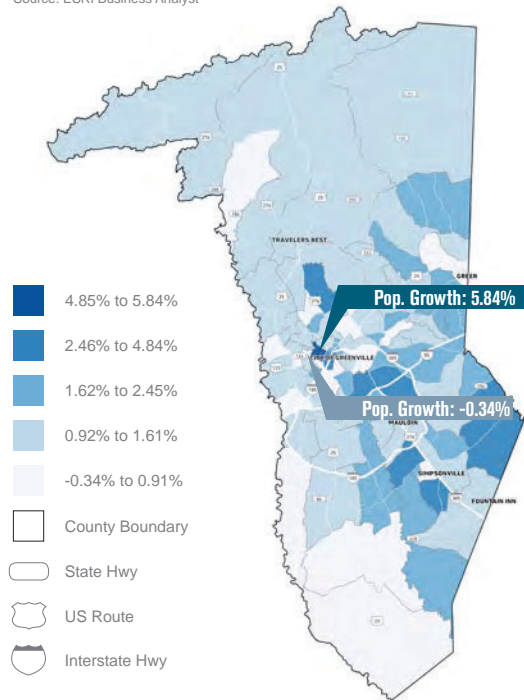 Source: ESRI Business Analyst
TRAVELERS REST
GREER
Pop. Growth: 5.84%
CITY OF GREENVILLE
Pop. Growth: -0.34%
MAULDIN
SIMPSONVILLE
FOUNTAIN INN
4.85% to 5.84%
2.46% to 4.84%
1.62% to 2.45%
0.92% to 1.61%
-0.34% to 0.91%
County Boundary
State Hwy
US Route
Interstate Hwy